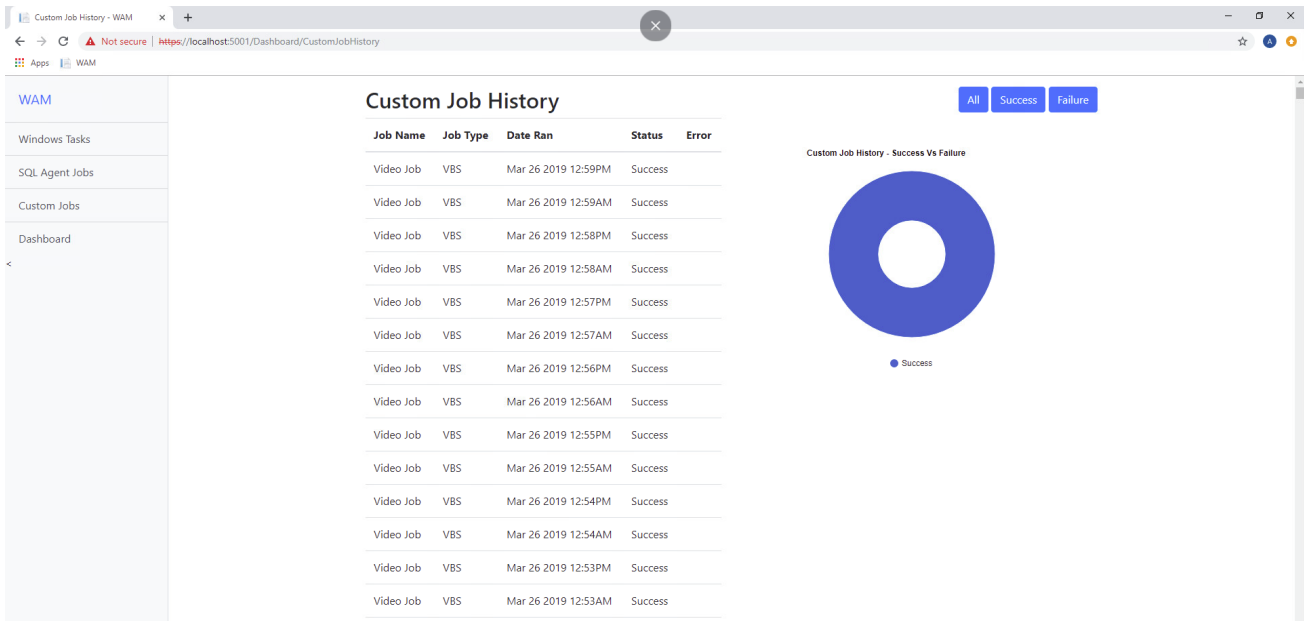 Custom Job History - WAM
Not secure | https://localhost:5001/Dashboard/CustomJobHistory
A
Apps WAM
WAM
Windows Tasks
SQL Agent Jobs
Custom Jobs
Dashboard
<
Custom Job History
All Success Failure
Job Name Job Type Date Ran Status Error
Video Job VBS Mar 26 2019 12:59PM Success
Video Job VBS Mar 26 2019 12:59AM Success
Video Job VBS Mar 26 2019 12:58PM Success
Video Job VBS Mar 26 2019 12:58AM Success
Video Job VBS Mar 26 2019 12:57PM Success
Video Job VBS Mar 26 2019 12:57AM Success
Video Job VBS Mar 26 2019 12:56PM Success
Video Job VBS Mar 26 2019 12:56AM Success
Video Job VBS Mar 26 2019 12:55PM Success
Video Job VBS Mar 26 2019 12:55AM Success
Video Job VBS Mar 26 2019 12:54PM Success
Video Job VBS Mar 26 2019 12:54AM Success
Video Job VBS Mar 26 2019 12:53PM Success
Video Job VBS Mar 26 2019 12:53AM Success
Custom Job History - Success Vs Failure
Success